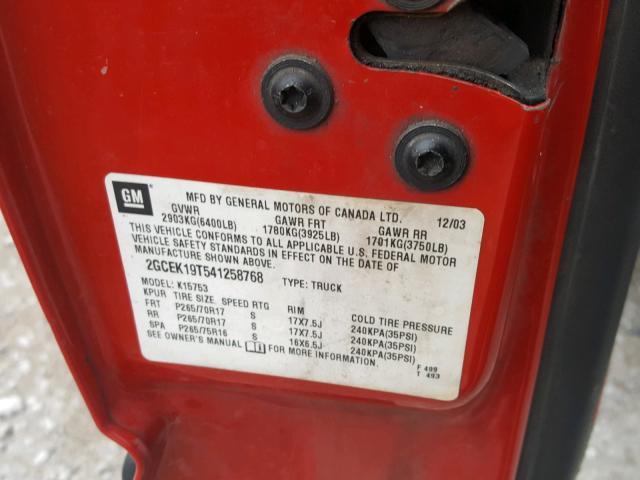 GM
MFD BY GENERAL MOTORS OF CANADA LTD. 12/03
GVWR GAWR FRT GAWR RR
2903KG(6400LB) 1780KG(3925LB) 1701KG(3750LB)
THIS VEHICLE CONFORMS TO ALL APPLICABLE U.S. FEDERAL MOTOR
VEHICLE SAFETY STANDARDS IN EFFECT ON THE DATE OF
MANUFACTURE SHOWN ABOVE.
2GCEK19T541258768 TYPE: TRUCK
MODEL: K15753
KPUR TIRE SIZE SPEED RTG RIM COLD TIRE PRESSURE
FRT P265/70R17 S 17X7.5J 240KPA(35PSI)
RR P265/70R17 S 17X7.5J 240KPA(35PSI)
SPA P265/75R16 S 16X6.5J 240KPA(35PSI)
SEE OWNER'S MANUAL FOR MORE INFORMATION.
F 499
T 493